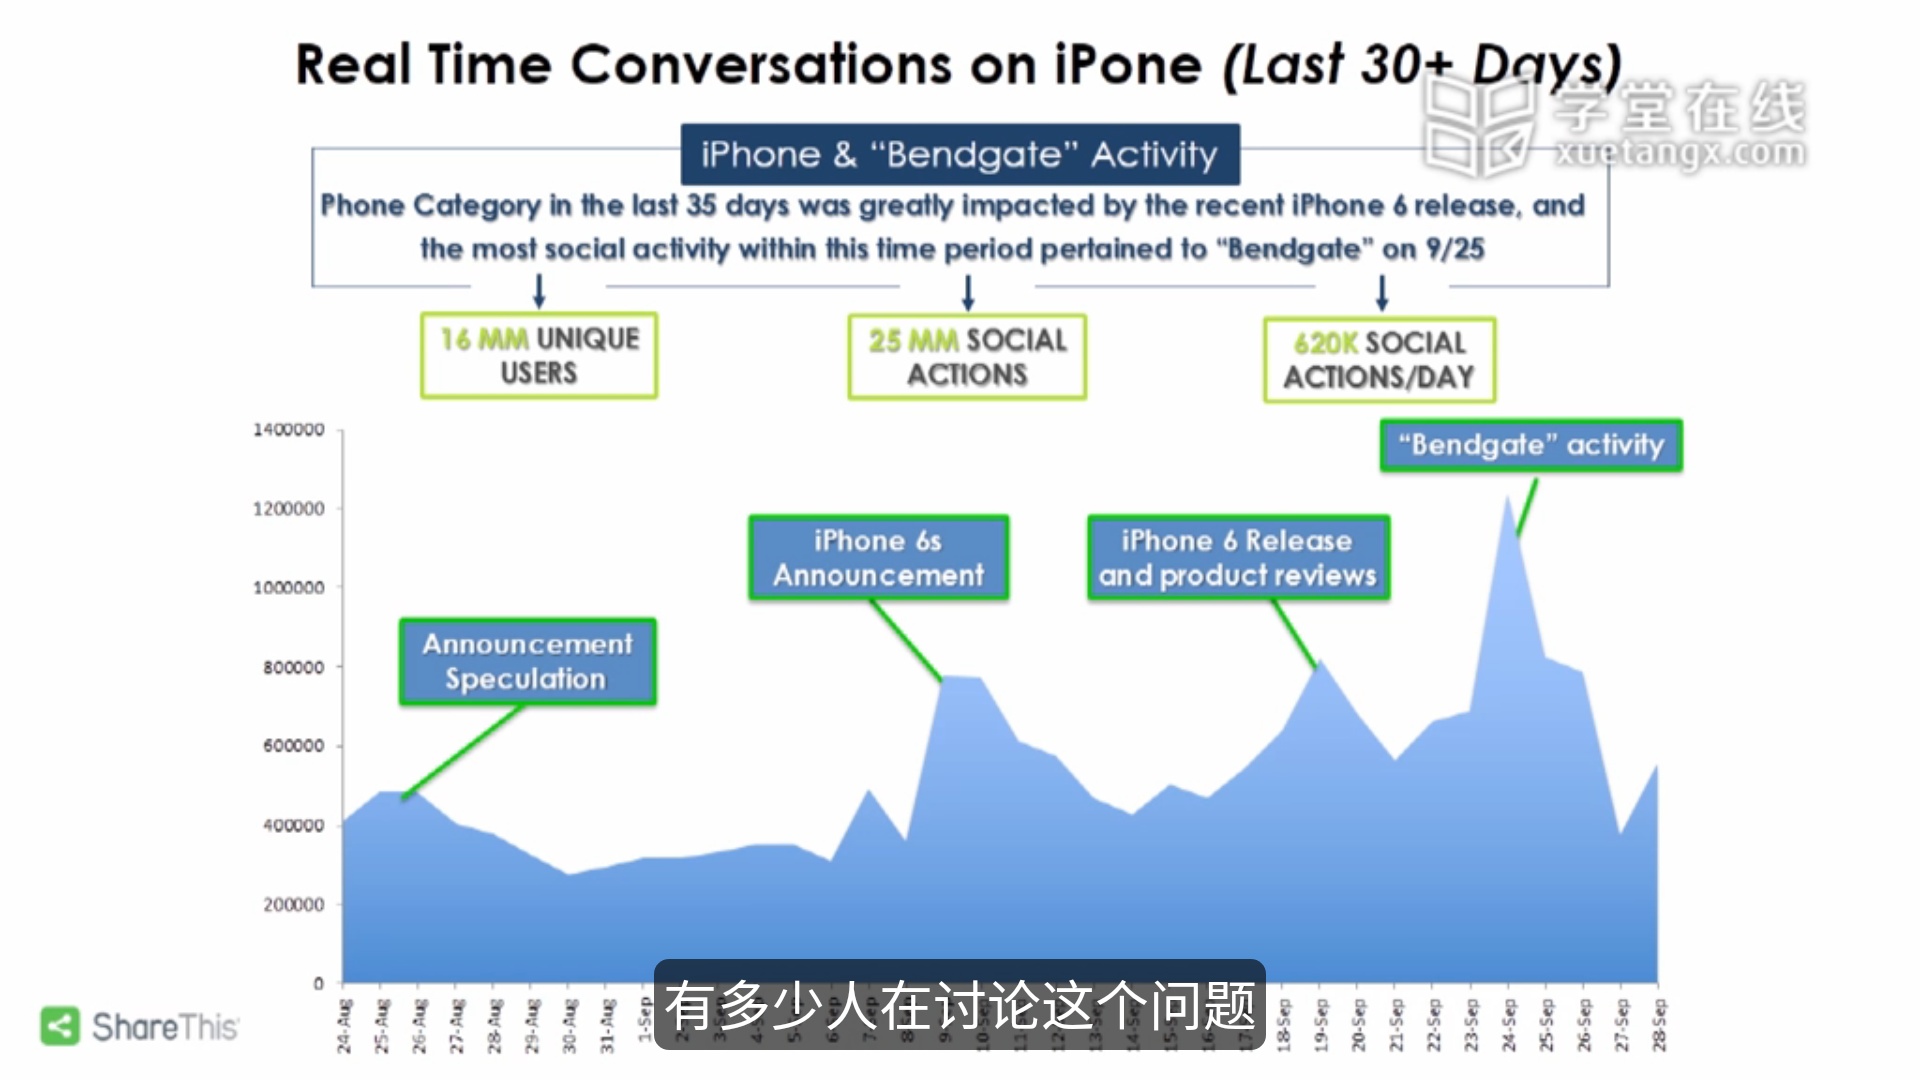 Real Time Conversations on iPone (Last 30+ Days)
学堂在线
xuetangx.com
iPhone & “Bendgate” Activity
Phone Category in the last 35 days was greatly impacted by the recent iPhone 6 release, and
the most social activity within this time period pertained to “Bendgate” on 9/25
16 MM UNIQUE
USERS
25 MM SOCIAL
ACTIONS
620K SOCIAL
ACTIONS/DAY
“Bendgate” activity
iPhone 6s
Announcement
iPhone 6 Release
and product reviews
Announcement
Speculation
1400000
1200000
1000000
800000
600000
400000
200000
0
24-Aug
25-Aug
26-Aug
27-Aug
28-Aug
29-Aug
30-Aug
31-Aug
1-Sep
18-Sep
19-Sep
20-Sep
21-Sep
22-Sep
23-Sep
24-Sep
25-Sep
26-Sep
27-Sep
28-Sep
有多少人在讨论这个问题
ShareThis